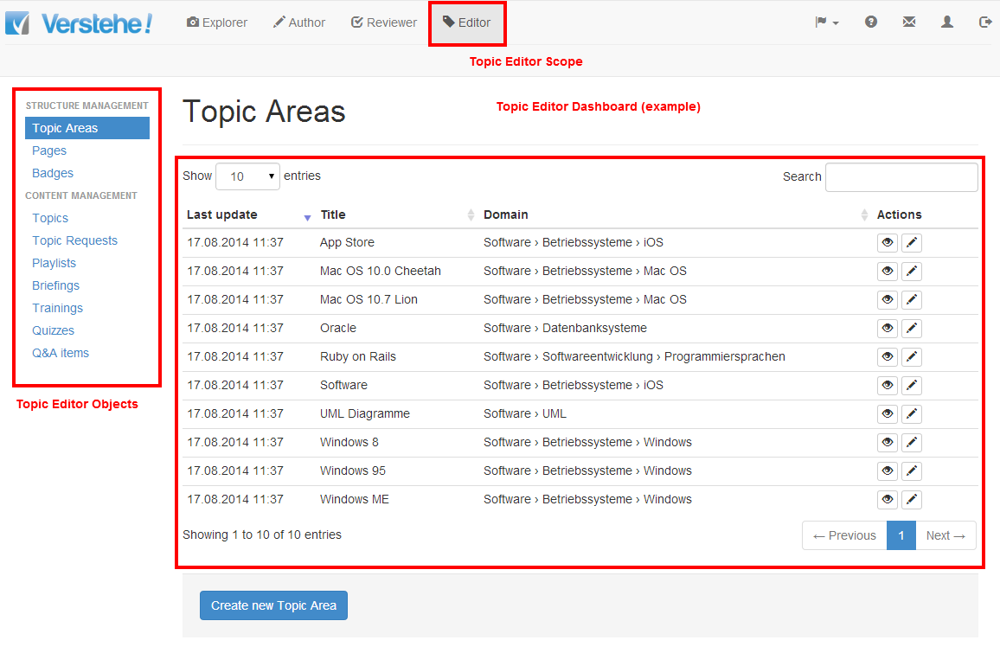 Verstehe! Explorer Author Reviewer Editor
Topic Editor Scope
STRUCTURE MANAGEMENT
Topic Areas
Pages
Badges
CONTENT MANAGEMENT
Topics
Topic Requests
Playlists
Briefings
Trainings
Quizzes
Q&A items
Topic Editor Objects
Topic Areas
Topic Editor Dashboard (example)
Show 10 entries Search
Last update Title Domain Actions
17.08.2014 11:37 App Store Software › Betriebssysteme › iOS
17.08.2014 11:37 Mac OS 10.0 Cheetah Software › Betriebssysteme › Mac OS
17.08.2014 11:37 Mac OS 10.7 Lion Software › Betriebssysteme › Mac OS
17.08.2014 11:37 Oracle Software › Datenbanksysteme
17.08.2014 11:37 Ruby on Rails Software › Softwareentwicklung › Programmiersprachen
17.08.2014 11:37 Software Software › Betriebssysteme › iOS
17.08.2014 11:37 UML Diagramme Software › UML
17.08.2014 11:37 Windows 8 Software › Betriebssysteme › Windows
17.08.2014 11:37 Windows 95 Software › Betriebssysteme › Windows
17.08.2014 11:37 Windows ME Software › Betriebssysteme › Windows
Showing 1 to 10 of 10 entries ← Previous 1 Next →
Create new Topic Area